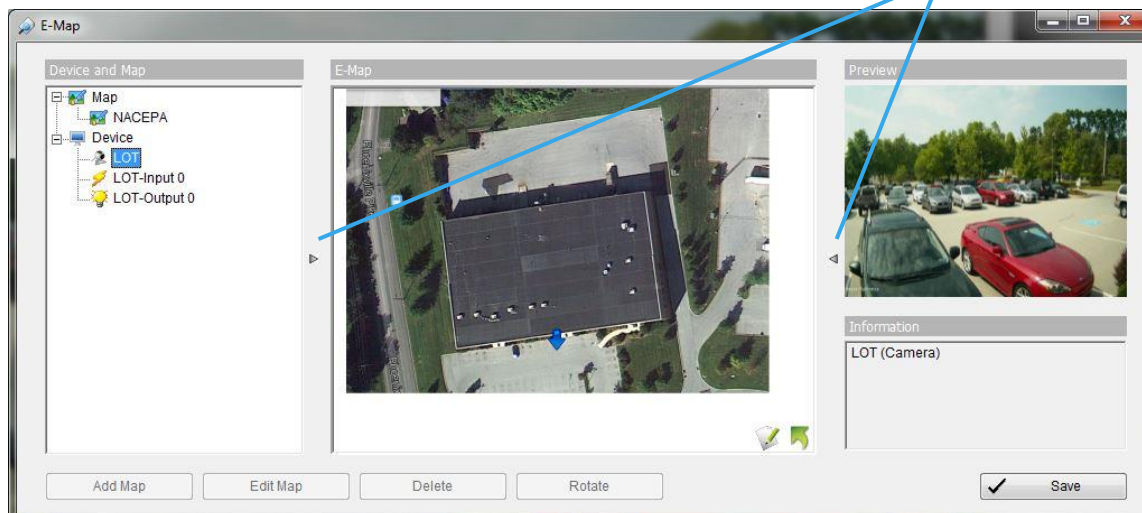 E-Map
Device and Map
Map
NACEPA
Device
LOT
LOT-Input 0
LOT-Output 0
E-Map
Preview
Information
LOT (Camera)
Add Map
Edit Map
Delete
Rotate
Save